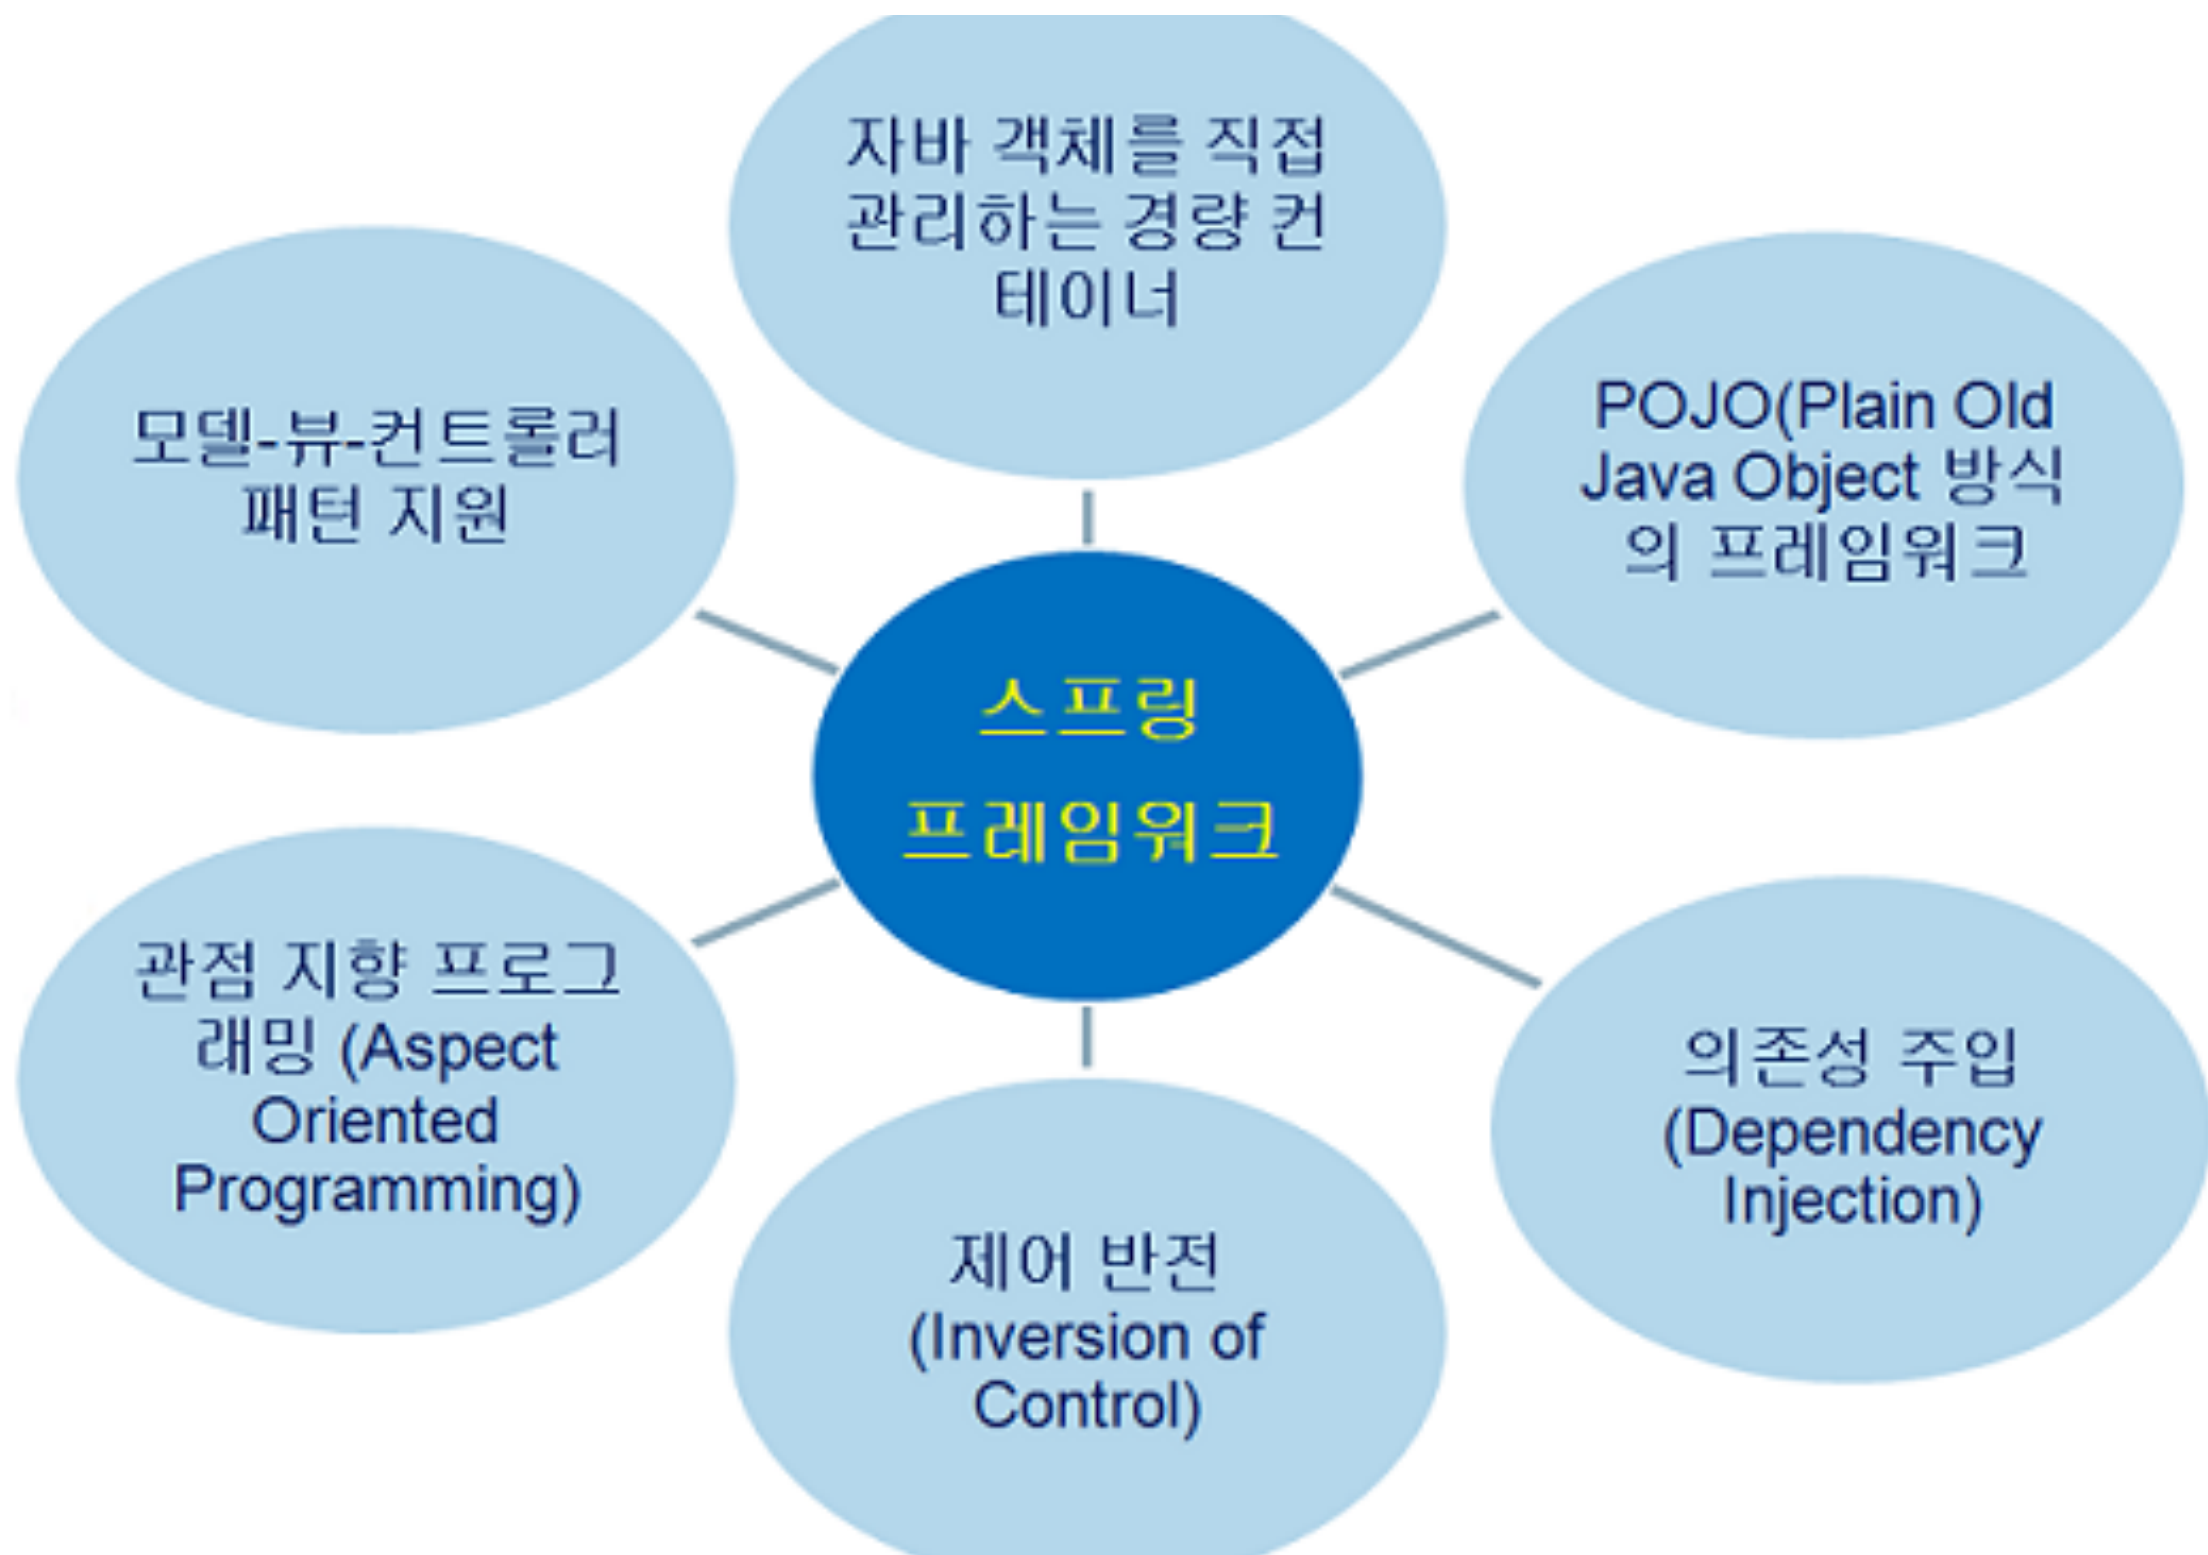 자바 객체를 직접
관리하는 경량 컨
테이너
POJO(Plain Old
Java Object 방식
의 프레임워크
모델-뷰-컨트롤러
패턴 지원
스프링
프레임워크
관점 지향 프로그
래밍 (Aspect
Oriented
Programming)
의존성 주입
(Dependency
Injection)
제어 반전
(Inversion of
Control)